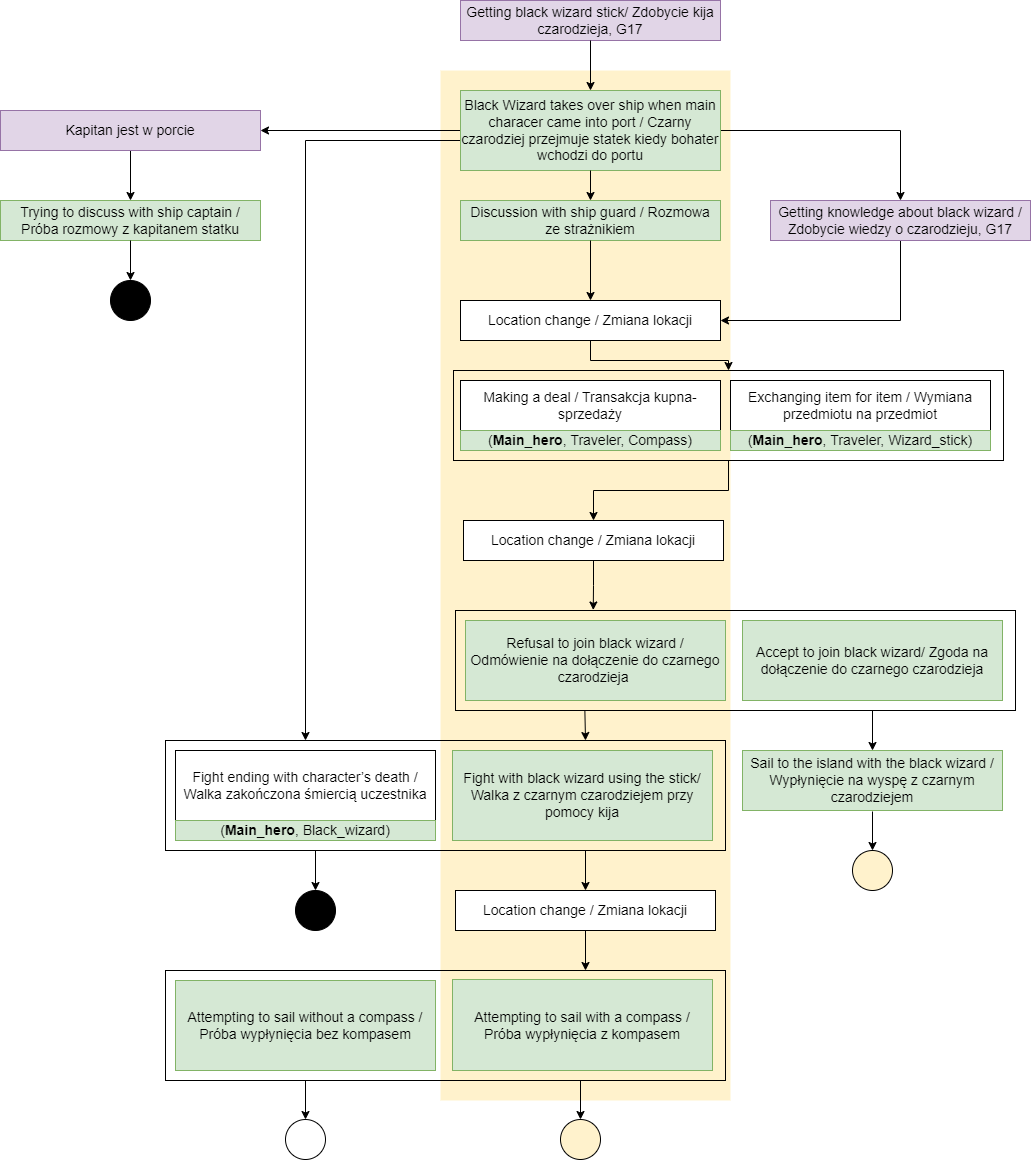 Getting black wizard stick/ Zdobycie kija
czarodzieja, G17
Black Wizard takes over ship when main
characer came into port / Czarny
czarodziej przejmuje statek kiedy bohater
wchodzi do portu
Kapitan jest w porcie
Trying to discuss with ship captain /
Próba rozmowy z kapitanem statku
Discussion with ship guard / Rozmowa
ze strażnikiem
Getting knowledge about black wizard /
Zdobycie wiedzy o czarodzieju, G17
Location change / Zmiana lokacji
Making a deal / Transakcja kupna-
sprzedaży
(Main_hero, Traveler, Compass)
Exchanging item for item / Wymiana
przedmiotu na przedmiot
(Main_hero, Traveler, Wizard_stick)
Location change / Zmiana lokacji
Refusal to join black wizard /
Odmówienie na dołączenie do czarnego
czarodzieja
Accept to join black wizard/ Zgoda na
dołączenie do czarnego czarodzieja
Fight ending with character’s death /
Walka zakończona śmiercią uczestnika
(Main_hero, Black_wizard)
Fight with black wizard using the stick/
Walka z czarnym czarodziejem przy
pomocy kija
Sail to the island with the black wizard /
Wypłynięcie na wyspę z czarnym
czarodziejem
Location change / Zmiana lokacji
Attempting to sail without a compass /
Próba wypłynięcia bez kompasem
Attempting to sail with a compass /
Próba wypłynięcia z kompasem